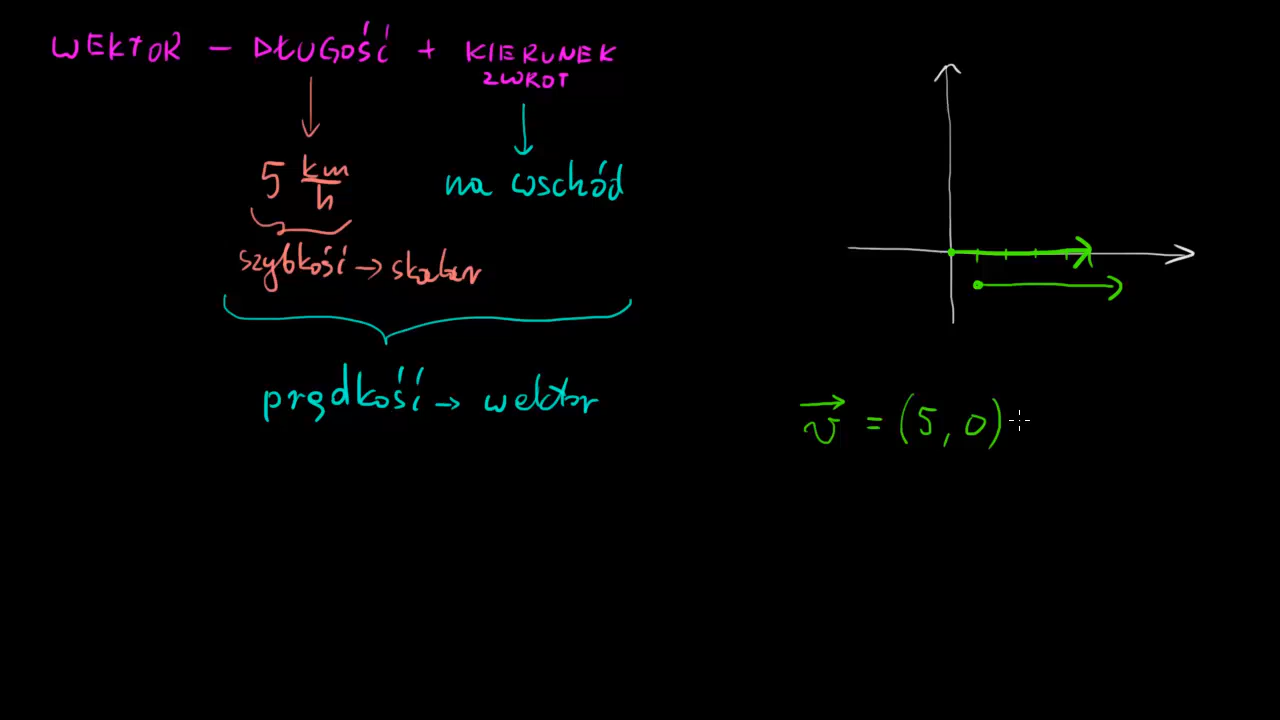 WEKTOR – DŁUGOŚĆ + KIERUNEK
ZWROT
5 km/h
na wschód
szybkość → skalar
prędkość → wektor
v = (5, 0)